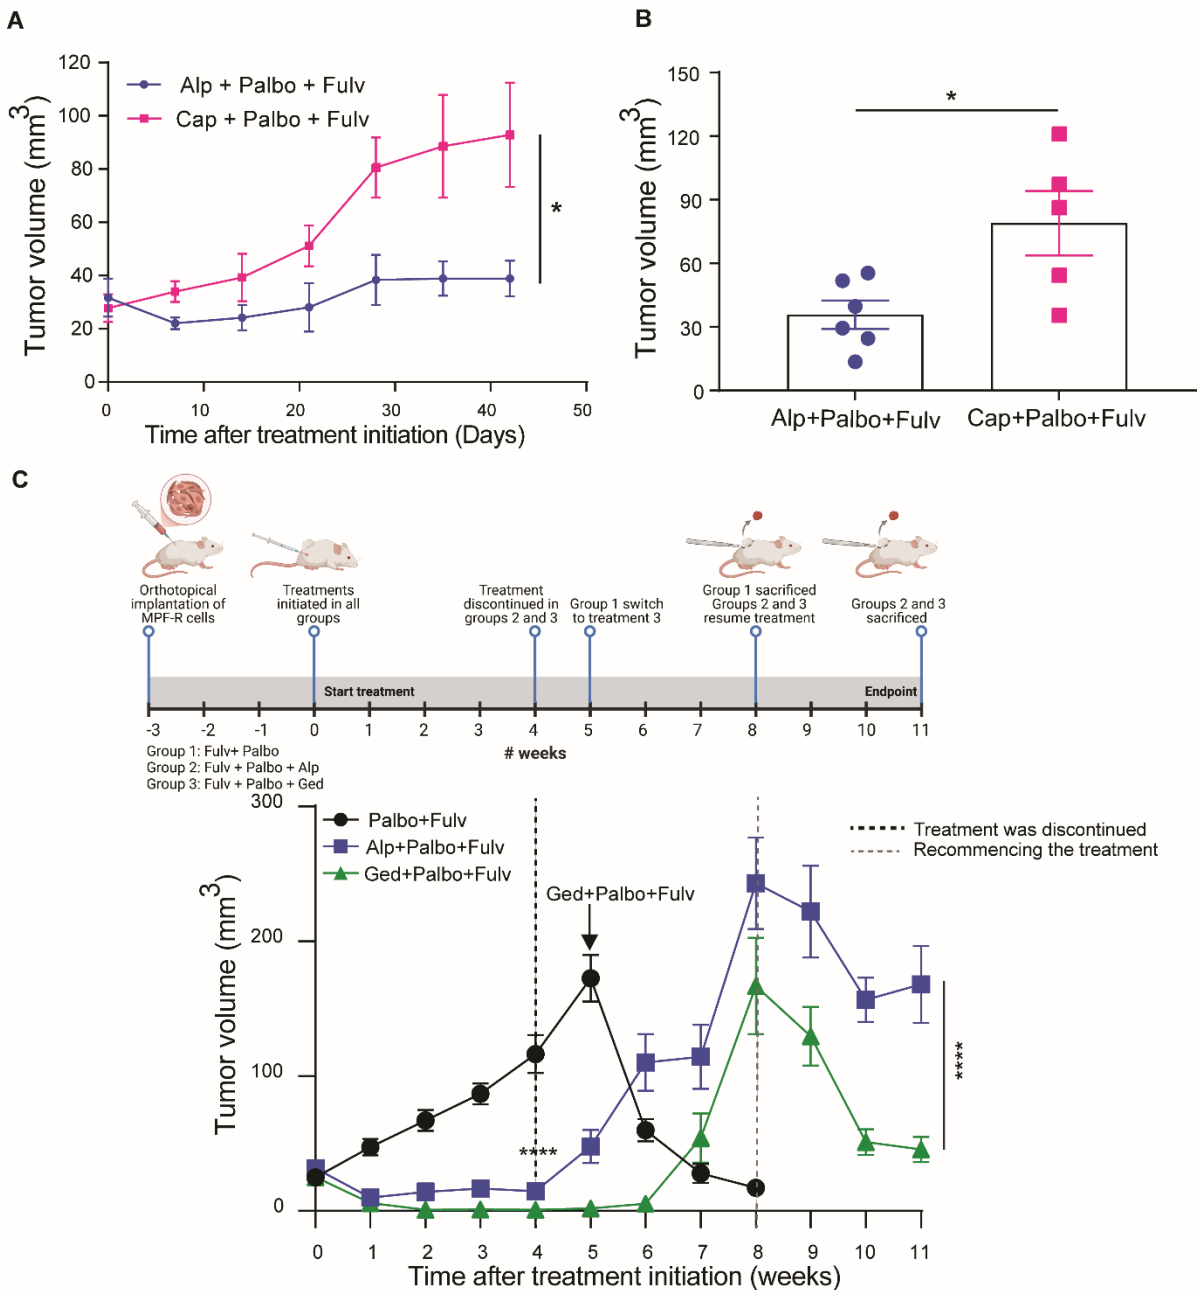 A
Tumor volume (mm3)
120
100
80
60
40
20
0
Alp + Palbo + Fulv
Cap + Palbo + Fulv
*
0 10 20 30 40 50
Time after treatment initiation (Days)
B
Tumor volume (mm3)
150
120
90
60
30
0
*
Alp+Palbo+Fulv Cap+Palbo+Fulv
C
Orthotopical
implantation of
MPF-R cells
Treatments
initiated in all
groups
Treatment
discontinued in
groups 2 and 3
Group 1 switch
to treatment 3
Group 1 sacrificed
Groups 2 and 3
resume treatment
Groups 2 and 3
sacrificed
Start treatment Endpoint
-3 -2 -1 0 1 2 3 4 5 6 7 8 9 10 11
# weeks
Group 1: Fulv+ Palbo
Group 2: Fulv + Palbo + Alp
Group 3: Fulv + Palbo + Ged
Tumor volume (mm3)
300
200
100
0
Palbo+Fulv
Alp+Palbo+Fulv
Ged+Palbo+Fulv
Ged+Palbo+Fulv
Treatment was discontinued
Recommencing the treatment
****
****
0 1 2 3 4 5 6 7 8 9 10 11
Time after treatment initiation (weeks)